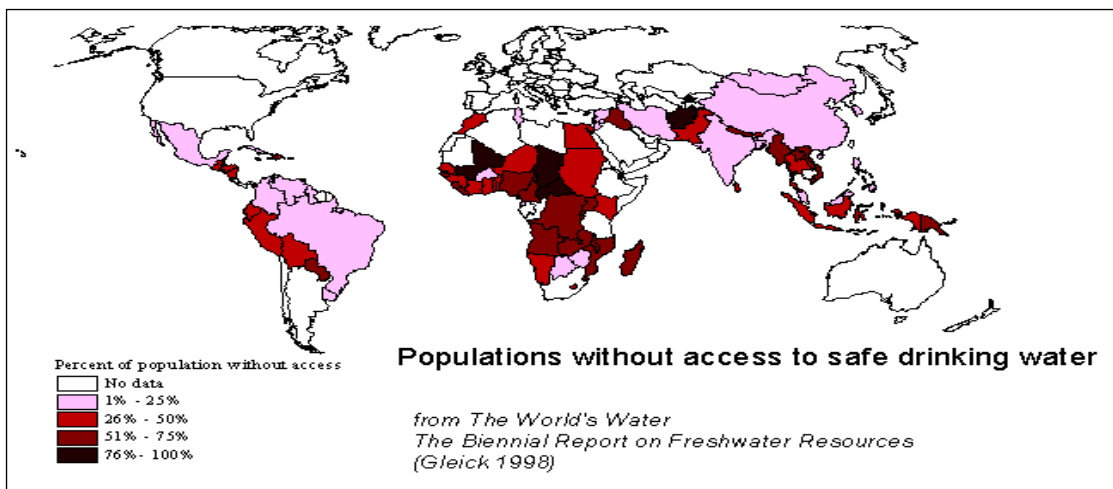 Populations without access to safe drinking water
Percent of population without access
No data
1% - 25%
26% - 50%
51% - 75%
76%- 100%
from The World's Water
The Biennial Report on Freshwater Resources
(Gleick 1998)